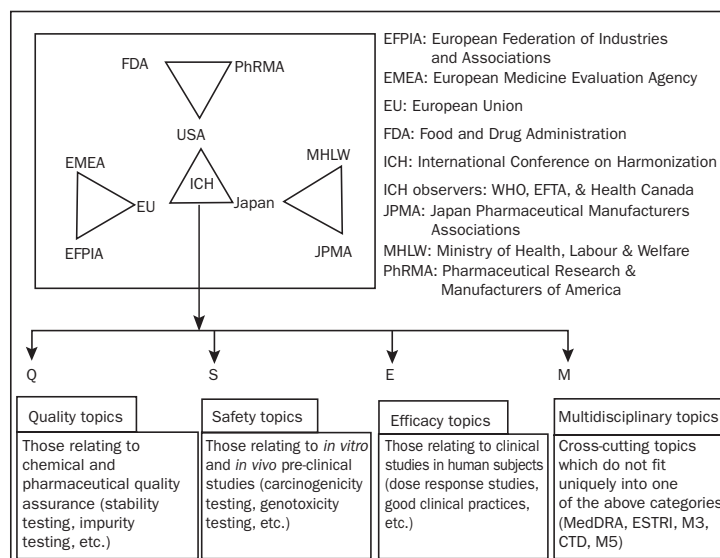 FDA
PhRMA
USA
EMEA
EU
EFPIA
ICH
Japan
MHLW
JPMA
EFPIA: European Federation of Industries
and Associations
EMEA: European Medicine Evaluation Agency
EU: European Union
FDA: Food and Drug Administration
ICH: International Conference on Harmonization
ICH observers: WHO, EFTA, & Health Canada
JPMA: Japan Pharmaceutical Manufacturers
Associations
MHLW: Ministry of Health, Labour & Welfare
PhRMA: Pharmaceutical Research &
Manufacturers of America
Q
S
E
M
Quality topics
Those relating to
chemical and
pharmaceutical quality
assurance (stability
testing, impurity
testing, etc.)
Safety topics
Those relating to in vitro
and in vivo pre-clinical
studies (carcinogenicity
testing, genotoxicity
testing, etc.)
Efficacy topics
Those relating to clinical
studies in human subjects
(dose response studies,
good clinical practices,
etc.)
Multidisciplinary topics
Cross-cutting topics
which do not fit
uniquely into one
of the above categories
(MedDRA, ESTRI, M3,
CTD, M5)